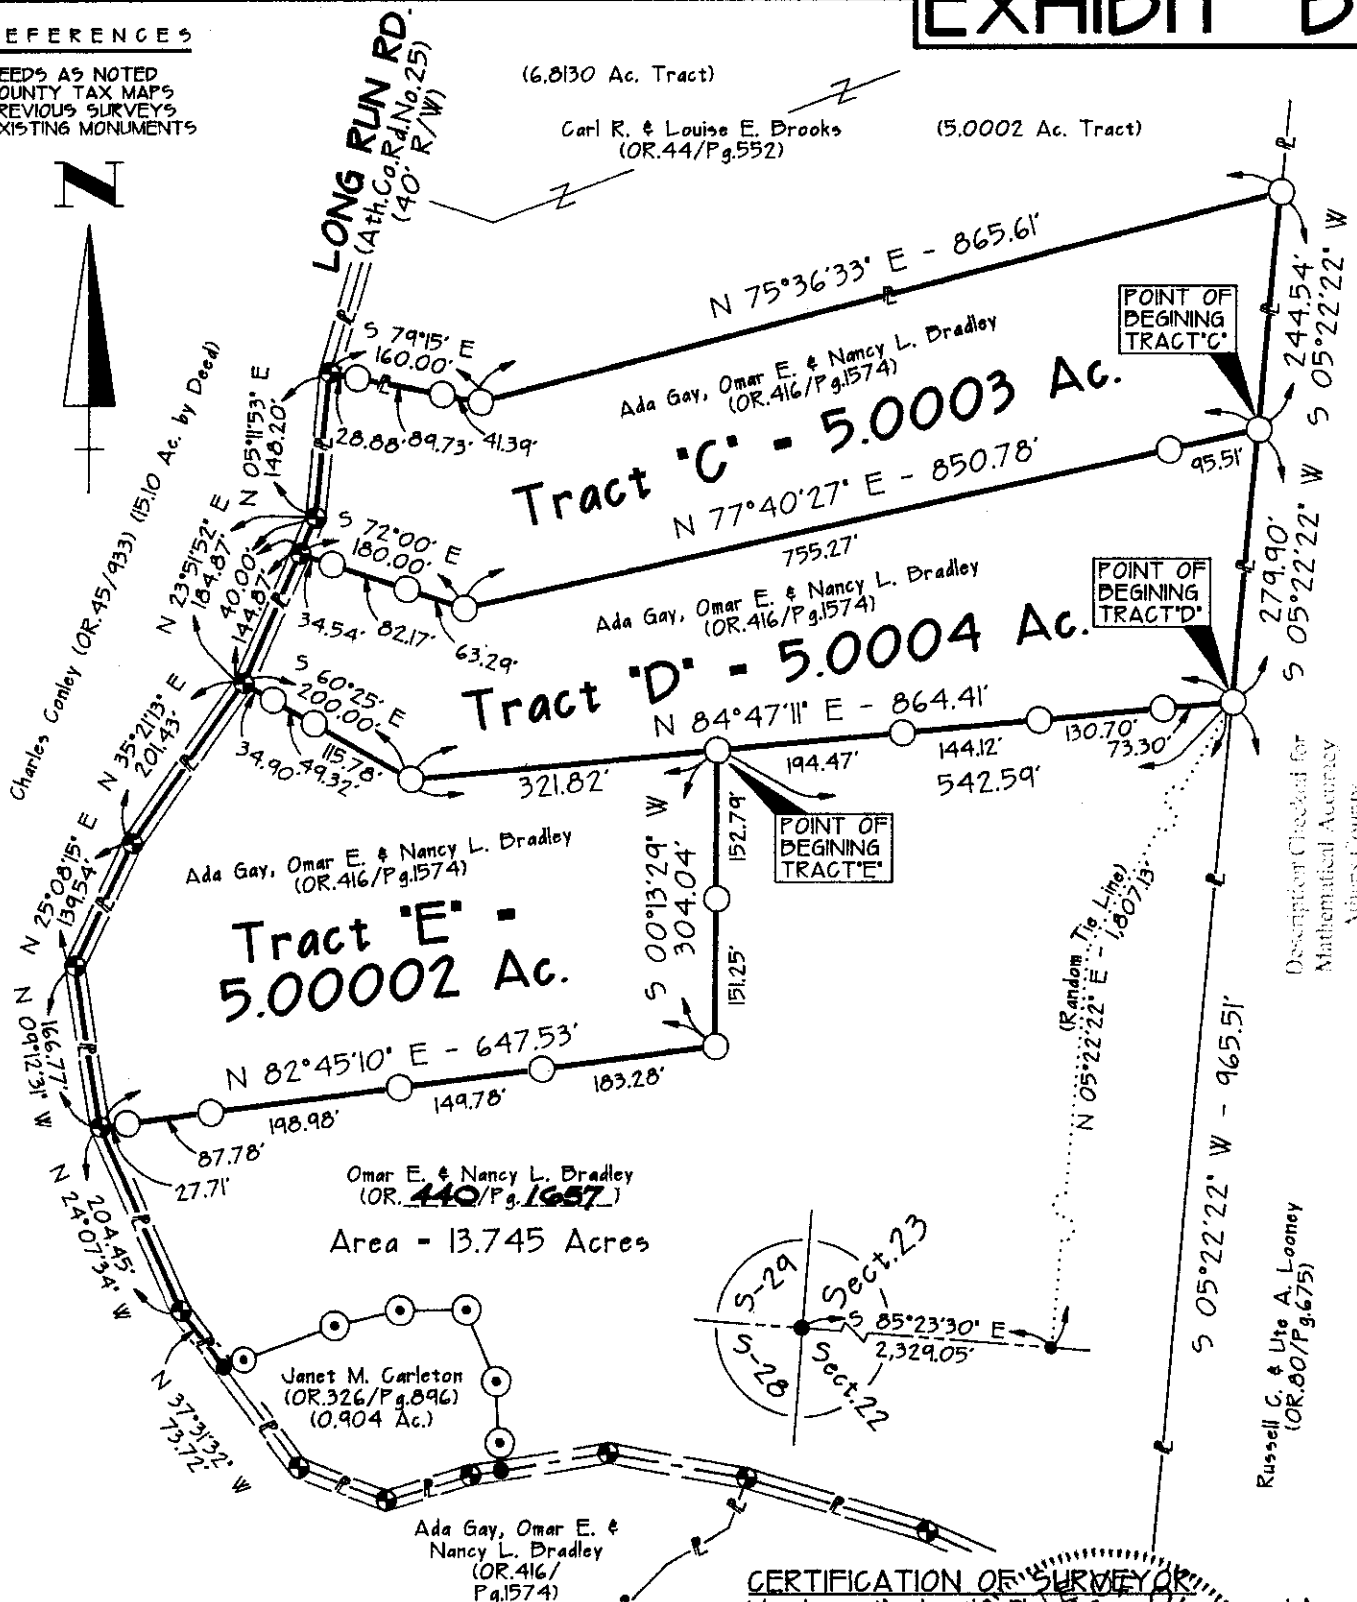 EXHIBIT "B
EFERENCES
EEDS AS NOTED
OUNTY TAX MAPS
REVIOUS SURVEYS
XISTING MONUMENTS
N
LONG RUN RD.
(Ath.Co.Rd.No.25)
(40' R/W)
(6.8130 Ac. Tract)
Carl R. & Louise E. Brooks
(OR.44/Pg.552)
(5.0002 Ac. Tract)
N 75°36'33" E - 865.61'
244.54'
S 05°22'22" W
POINT OF
BEGINING
TRACT"C"
S 79°15' E
160.00'
28.88'
89.73'
41.39'
Ada Gay, Omar E. & Nancy L. Bradley
(OR.416/Pg.1574)
Tract "C" = 5.0003 Ac.
N 77°40'27" E - 850.78'
755.27'
95.51'
N 05°11'53" E
148.20'
Charles Conley (OR.45/933) (15.10 Ac. by Deed)
N 23°51'52" E
184.87'
40.00'
144.87'
S 72°00' E
180.00'
34.54'
82.17'
63.29'
Ada Gay, Omar E. & Nancy L. Bradley
(OR.416/Pg.1574)
Tract "D" = 5.0004 Ac.
POINT OF
BEGINING
TRACT"D"
279.90'
S 05°22'22" W
N 84°47'11" E - 864.41'
S 60°25' E
200.00'
34.90'
49.32'
115.78'
321.82'
194.47'
144.12'
130.70'
73.30'
542.59'
N 35°21'13" E
201.43'
POINT OF
BEGINING
TRACT"E"
Ada Gay, Omar E. & Nancy L. Bradley
(OR.416/Pg.1574)
Tract "E" =
5.00002 Ac.
S 00°13'29" W
304.04'
152.79'
151.25'
N 25°08'15" E
139.54'
N 09°12'31" W
166.77'
N 82°45'10" E - 647.53'
87.78'
198.98'
149.78'
183.28'
27.71'
(Random Tie Line)
N 05°22'22" E - 1,807.13'
Description Checked for
Mathematical Accuracy
S 05°22'22" W - 965.51'
Omar E. & Nancy L. Bradley
(OR. 440/Pg. 1657)
Area = 13.745 Acres
204.45'
N 24°07'34" W
N 37°31'32" W
73.72'
Janet M. Carleton
(OR.326/Pg.896)
(0.904 Ac.)
S-29
Sect.23
S-28
Sect.22
S 85°23'30" E
2,329.05'
Russell C. & Ute A. Looney
(OR.80/Pg.675)
Ada Gay, Omar E. &
Nancy L. Bradley
(OR.416/
Pg.1574)
CERTIFICATION OF SURVEYOR